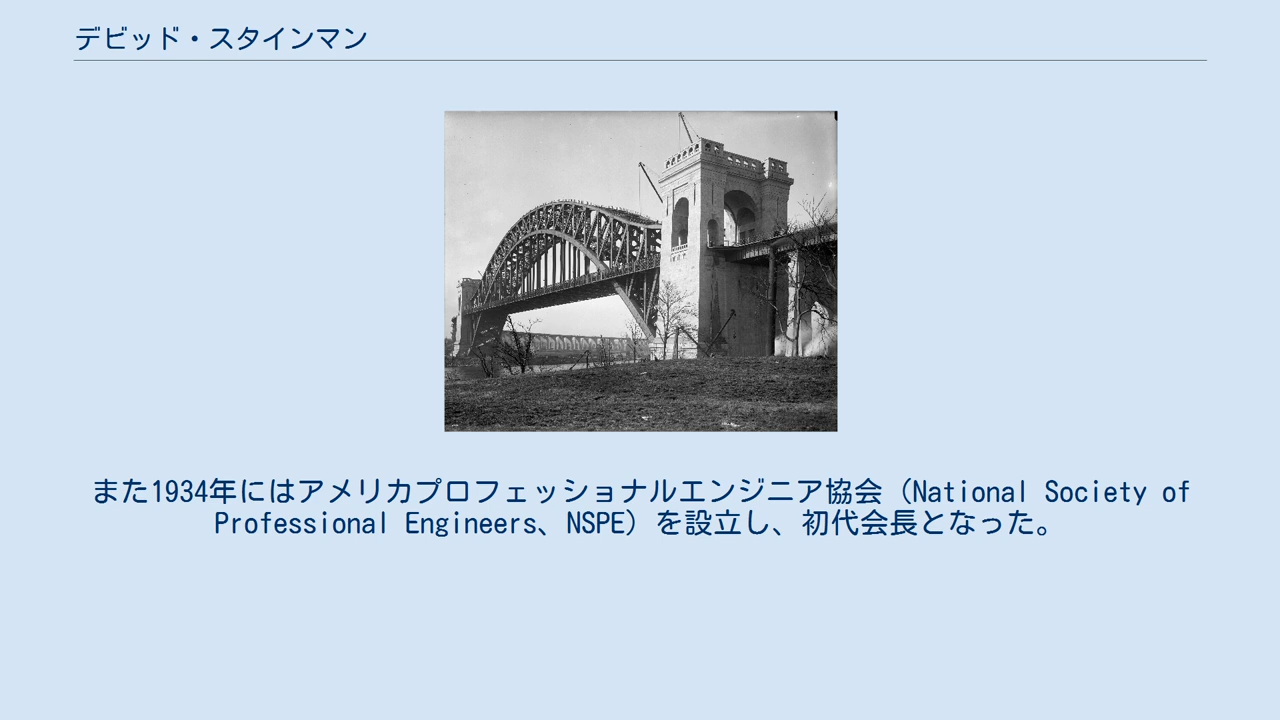 デビッド・スタインマン
また1934年にはアメリカプロフェッショナルエンジニア協会（National Society of
Professional Engineers、NSPE）を設立し、初代会長となった。